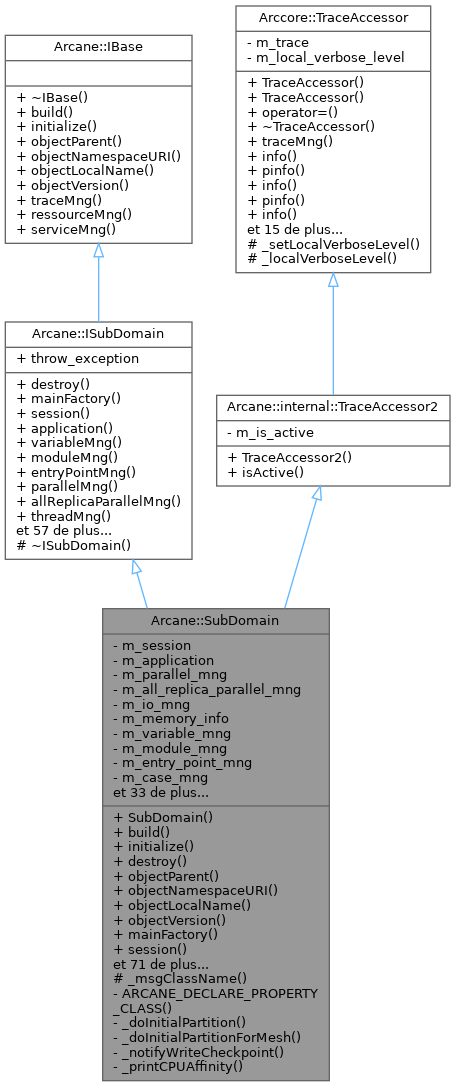 Arccore::TraceAccessor
- m_trace
- m_local_verbose_level
+ TraceAccessor()
+ TraceAccessor()
+ operator=()
+ ~TraceAccessor()
+ traceMng()
+ info()
+ pinfo()
+ info()
+ pinfo()
+ info()
et 15 de plus...
# _setLocalVerboseLevel()
# _localVerboseLevel()
Arcane::IBase
+ ~IBase()
+ build()
+ initialize()
+ objectParent()
+ objectNamespaceURI()
+ objectLocalName()
+ objectVersion()
+ traceMng()
+ ressourceMng()
+ serviceMng()
Arcane::ISubDomain
+ throw_exception
+ destroy()
+ mainFactory()
+ session()
+ application()
+ variableMng()
+ moduleMng()
+ entryPointMng()
+ parallelMng()
+ allReplicaParallelMng()
+ threadMng()
et 57 de plus...
# ~ISubDomain()
Arcane::internal::TraceAccessor2
- m_is_active
+ TraceAccessor2()
+ isActive()
Arcane::SubDomain
- m_session
- m_application
- m_parallel_mng
- m_all_replica_parallel_mng
- m_io_mng
- m_memory_info
- m_variable_mng
- m_module_mng
- m_entry_point_mng
- m_case_mng
et 33 de plus...
+ SubDomain()
+ build()
+ initialize()
+ destroy()
+ objectParent()
+ objectNamespaceURI()
+ objectLocalName()
+ objectVersion()
+ mainFactory()
+ session()
et 71 de plus...
# _msgClassName()
- ARCANE_DECLARE_PROPERTY
_CLASS()
- _doInitialPartition()
- _doInitialPartitionForMesh()
- _notifyWriteCheckpoint()
- _printCPUAffinity()